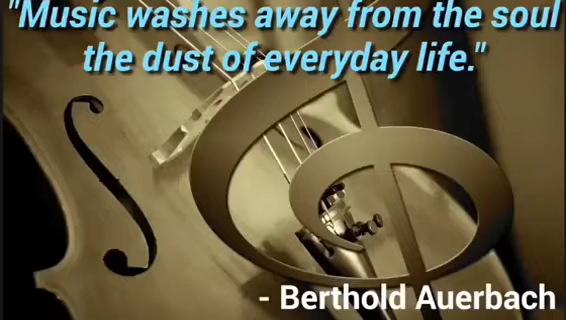 "Music washes away from the soul
the dust of everyday life."
- Berthold Auerbach